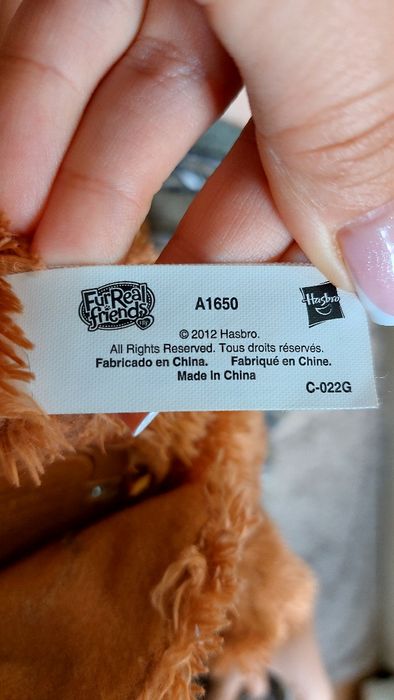 FurReal
friends
A1650
Hasbro
© 2012 Hasbro.
All Rights Reserved. Tous droits réservés.
Fabricado en China. Fabriqué en Chine.
Made in China
C-022G